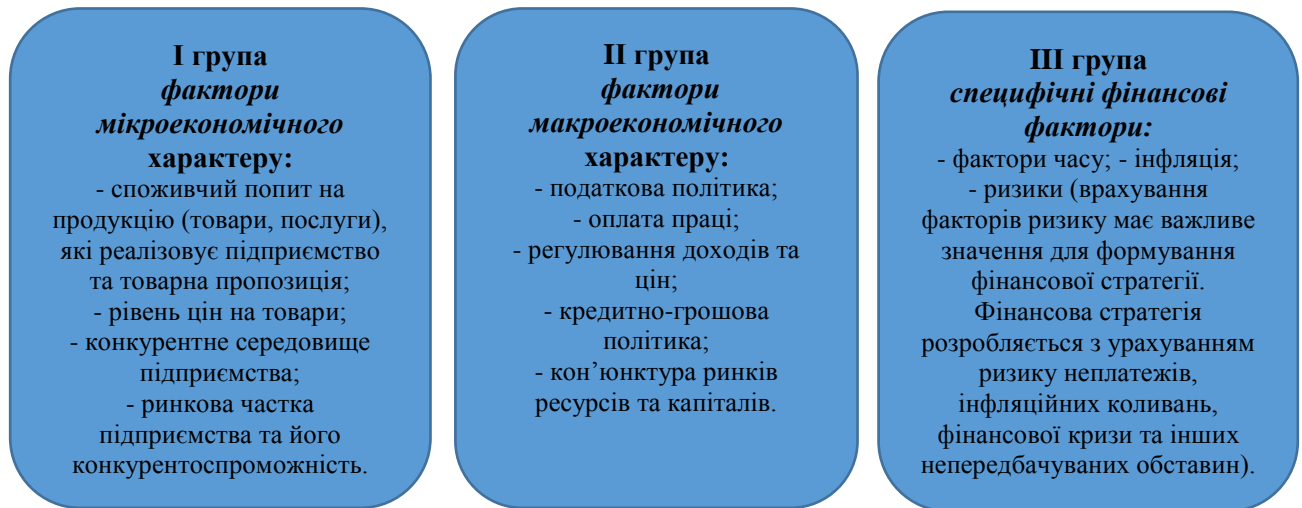 I група
фактори
мікроекономічного
характеру:
- споживчий попит на
продукцію (товари, послуги),
які реалізовує підприємство
та товарна пропозиція;
- рівень цін на товари;
- конкурентне середовище
підприємства;
- ринкова частка
підприємства та його
конкурентоспроможність.
II група
фактори
макроекономічного
характеру:
- податкова політика;
- оплата праці;
- регулювання доходів та
цін;
- кредитно-грошова
політика;
- кон’юнктура ринків
ресурсів та капіталів.
III група
специфічні фінансові
фактори:
- фактори часу; - інфляція;
- ризики (врахування
факторів ризику має важливе
значення для формування
фінансової стратегії.
Фінансова стратегія
розробляється з урахуванням
ризику неплатежів,
інфляційних коливань,
фінансової кризи та інших
непередбачуваних обставин).